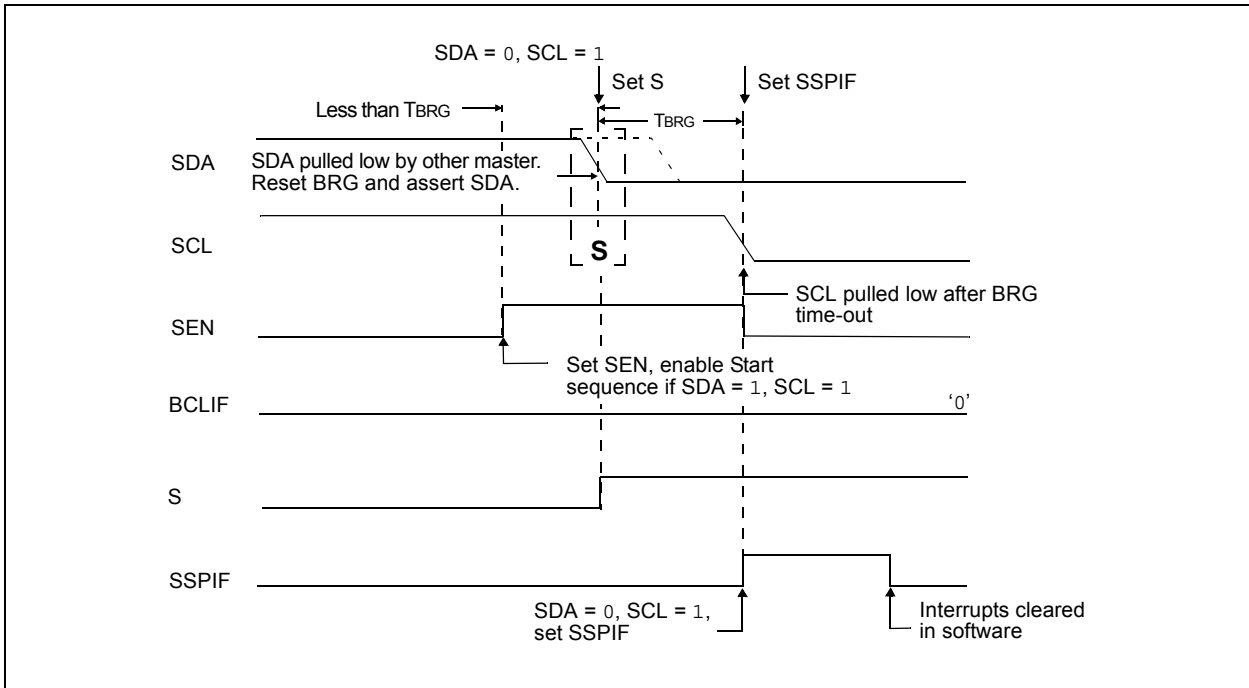 SDA = 0, SCL = 1
Set S
Set SSPIF
Less than TBRG
TBRG
SDA
SDA pulled low by other master.
Reset BRG and assert SDA.
SCL
S
SCL pulled low after BRG
time-out
SEN
Set SEN, enable Start
sequence if SDA = 1, SCL = 1
BCLIF
‘0’
S
SSPIF
SDA = 0, SCL = 1,
set SSPIF
Interrupts cleared
in software